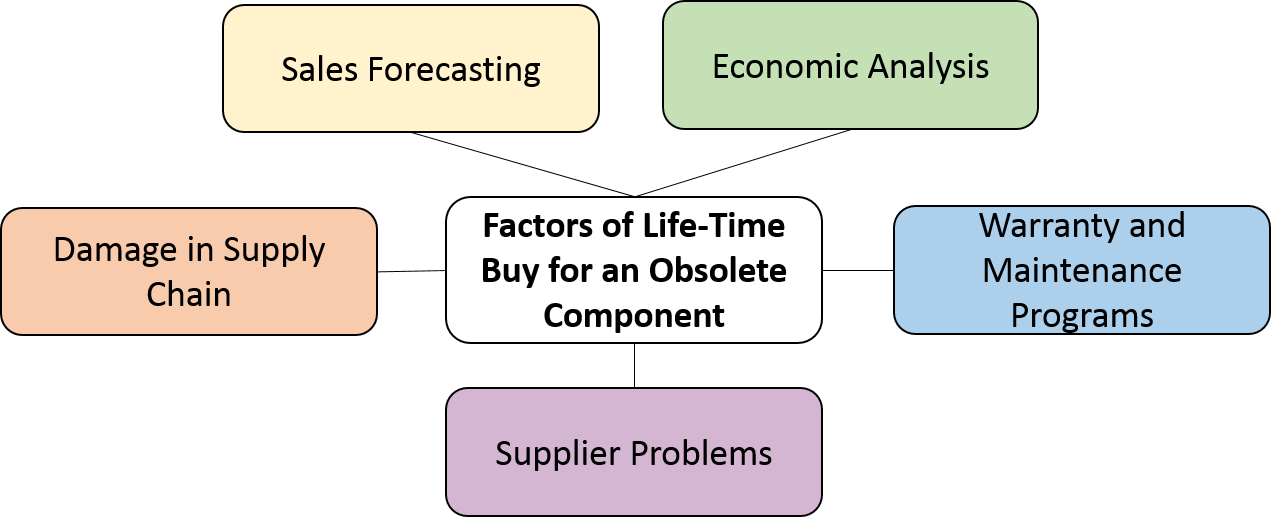 Sales Forecasting
Economic Analysis
Damage in Supply
Chain
Factors of Life-Time
Buy for an Obsolete
Component
Warranty and
Maintenance
Programs
Supplier Problems